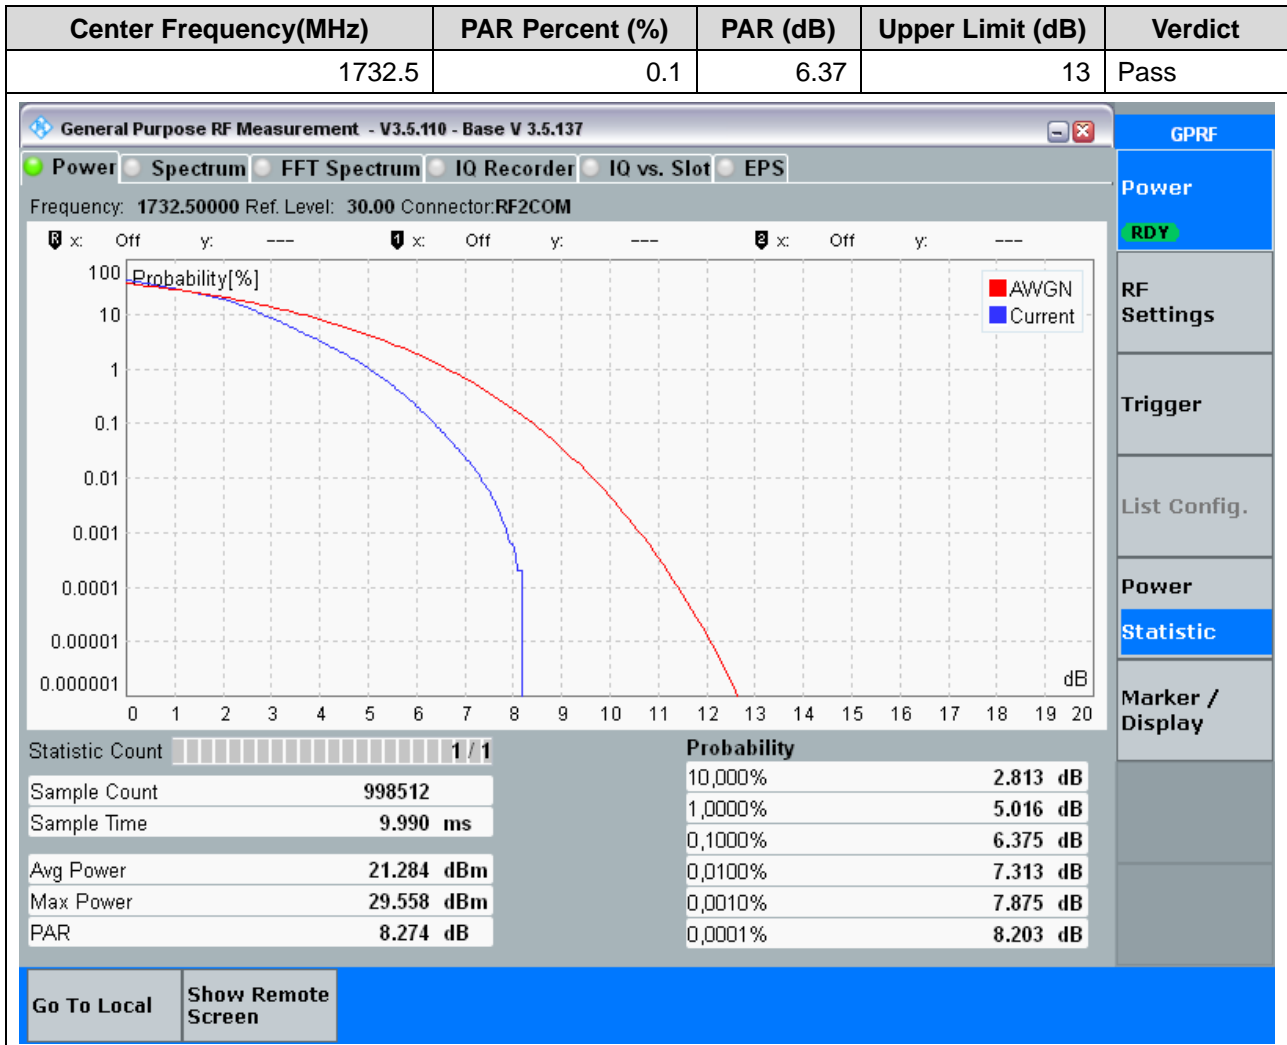 Center Frequency(MHz) PAR Percent (%) PAR (dB) Upper Limit (dB) Verdict
1732.5 0.1 6.37 13 Pass
General Purpose RF Measurement - V3.5.110 - Base V 3.5.137
GPRF
Power Spectrum FFT Spectrum IQ Recorder IQ vs. Slot EPS
Frequency: 1732.50000 Ref. Level: 30.00 Connector:RF2COM
R x: Off y: --- 1 x: Off y: --- 2 x: Off y: ---
Probability[%]
AWGN
Current
100
10
1
0.1
0.01
0.001
0.0001
0.00001
0.000001
dB
0 1 2 3 4 5 6 7 8 9 10 11 12 13 14 15 16 17 18 19 20
Statistic Count 1 / 1
Sample Count 998512
Sample Time 9.990 ms
Avg Power 21.284 dBm
Max Power 29.558 dBm
PAR 8.274 dB
Probability
10,000% 2.813 dB
1,0000% 5.016 dB
0,1000% 6.375 dB
0,0100% 7.313 dB
0,0010% 7.875 dB
0,0001% 8.203 dB
Power
RDY
RF
Settings
Trigger
List Config.
Power
Statistic
Marker /
Display
Go To Local
Show Remote
Screen